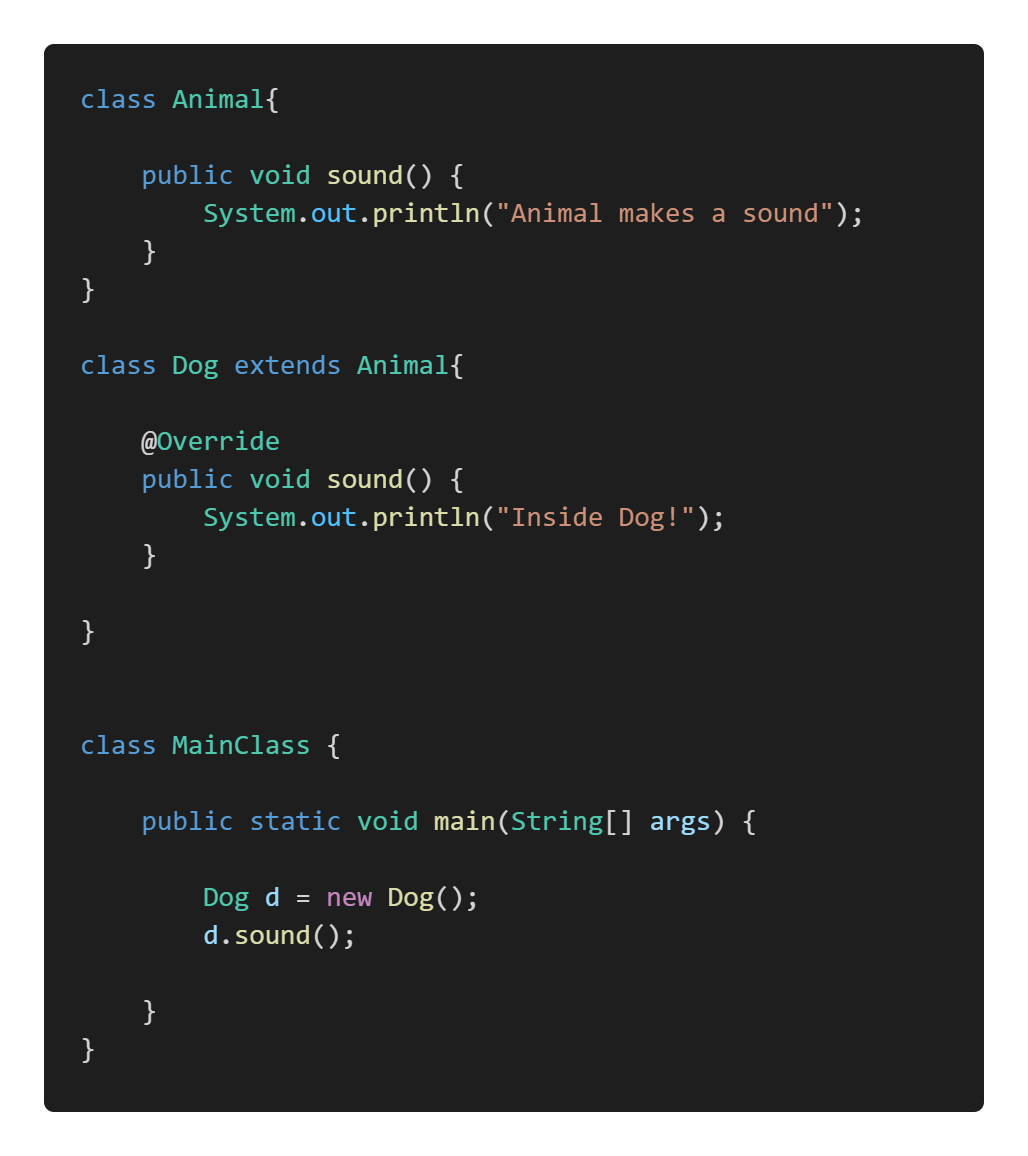 class Animal{
    public void sound() {
        System.out.println("Animal makes a sound");
    }
}
class Dog extends Animal{
    @Override
    public void sound() {
        System.out.println("Inside Dog!");
    }
}
class MainClass {
    public static void main(String[] args) {
        Dog d = new Dog();
        d.sound();
    }
}